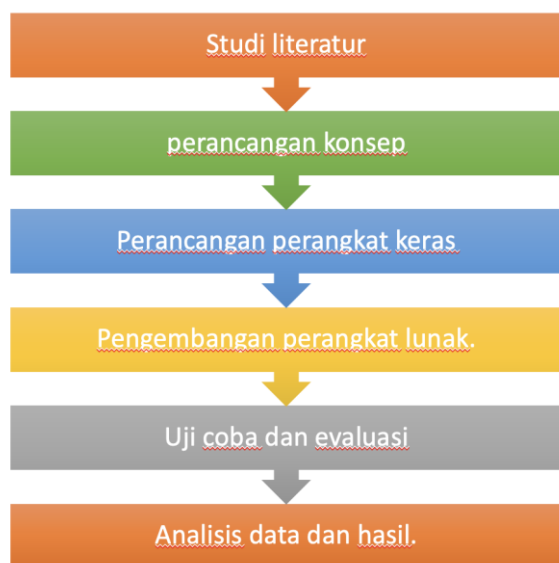 Studi literatur
perancangan konsep
Perancangan perangkat keras
Pengembangan perangkat lunak.
Uji coba dan evaluasi
Analisis data dan hasil.